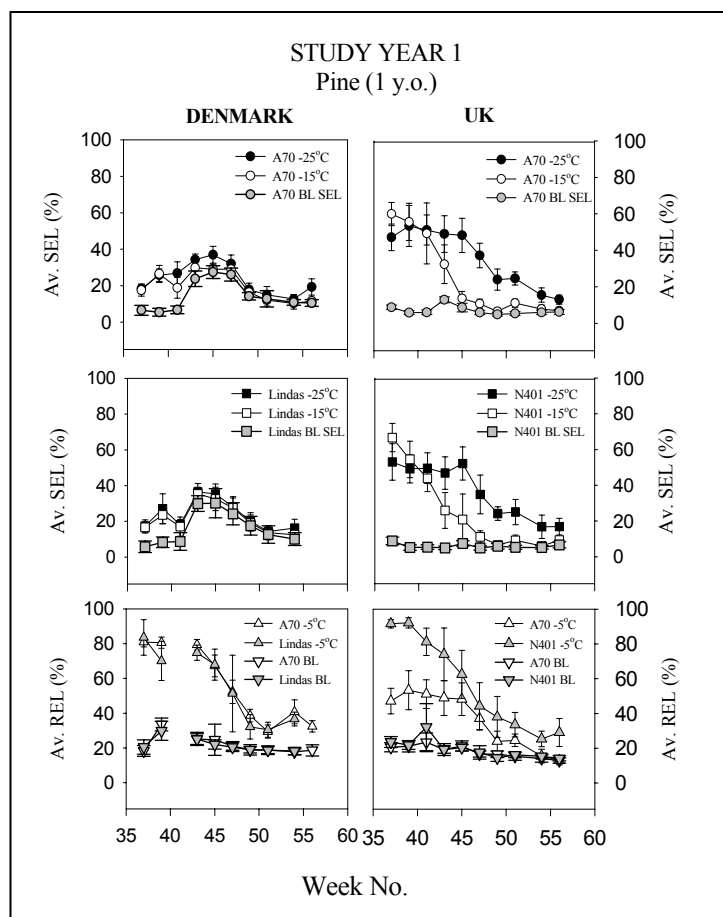 STUDY YEAR 1
Pine (1 y.o.)
DENMARK
UK
Av. SEL (%)
100
80
60
40
20
0
A70 -25°C
A70 -15°C
A70 BL SEL
A70 -25°C
A70 -15°C
A70 BL SEL
100
80
60
40
20
0
Av. SEL (%)
Av. SEL (%)
100
80
60
40
20
0
Lindas -25°C
Lindas -15°C
Lindas BL SEL
N401 -25°C
N401 -15°C
N401 BL SEL
100
80
60
40
20
0
Av. SEL (%)
Av. REL (%)
100
80
60
40
20
0
A70 -5°C
Lindas -5°C
A70 BL
Lindas BL
A70 -5°C
N401 -5°C
A70 BL
N401 BL
100
80
60
40
20
0
Av. REL (%)
35 40 45 50 55 60
35 40 45 50 55 60
Week No.